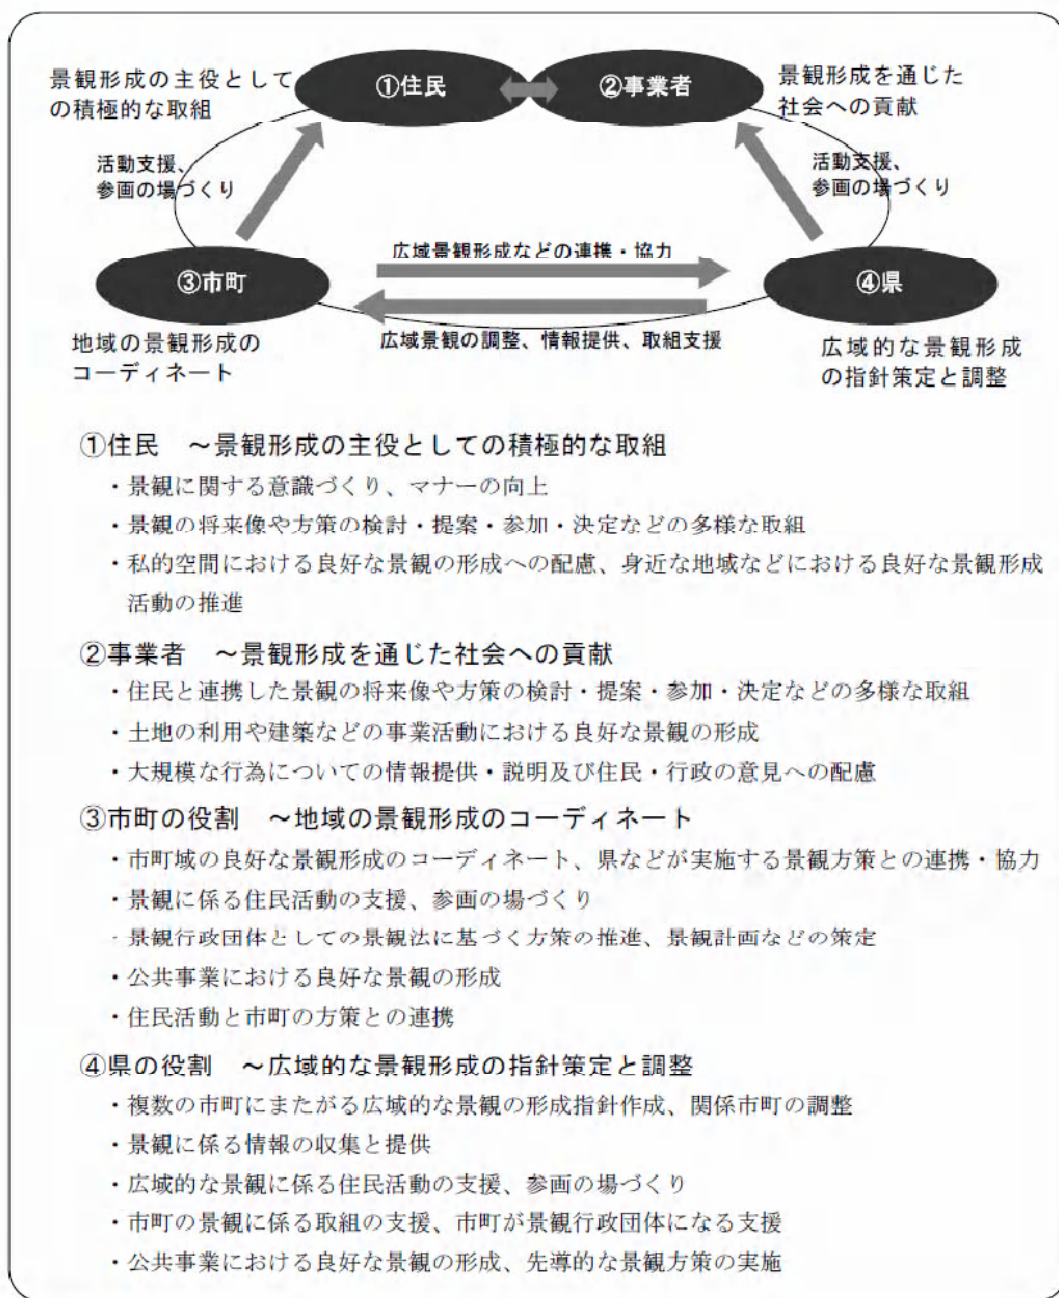 ①住民
②事業者
景観形成の主役として
の積極的な取組
景観形成を通じた
社会への貢献
活動支援、
参画の場づくり
活動支援、
参画の場づくり
広域景観形成などの連携・協力
③市町
④県
広域景観の調整、情報提供、取組支援
地域の景観形成の
コーディネート
広域的な景観形成
の指針策定と調整
①住民　～景観形成の主役としての積極的な取組
・景観に関する意識づくり、マナーの向上
・景観の将来像や方策の検討・提案・参加・決定などの多様な取組
・私的空間における良好な景観の形成への配慮、身近な地域などにおける良好な景観形成
活動の推進
②事業者　～景観形成を通じた社会への貢献
・住民と連携した景観の将来像や方策の検討・提案・参加・決定などの多様な取組
・土地の利用や建築などの事業活動における良好な景観の形成
・大規模な行為についての情報提供・説明及び住民・行政の意見への配慮
③市町の役割　～地域の景観形成のコーディネート
・市町域の良好な景観形成のコーディネート、県などが実施する景観方策との連携・協力
・景観に係る住民活動の支援、参画の場づくり
・景観行政団体としての景観法に基づく方策の推進、景観計画などの策定
・公共事業における良好な景観の形成
・住民活動と市町の方策との連携
④県の役割　～広域的な景観形成の指針策定と調整
・複数の市町にまたがる広域的な景観の形成指針作成、関係市町の調整
・景観に係る情報の収集と提供
・広域的な景観に係る住民活動の支援、参画の場づくり
・市町の景観に係る取組の支援、市町が景観行政団体になる支援
・公共事業における良好な景観の形成、先導的な景観方策の実施